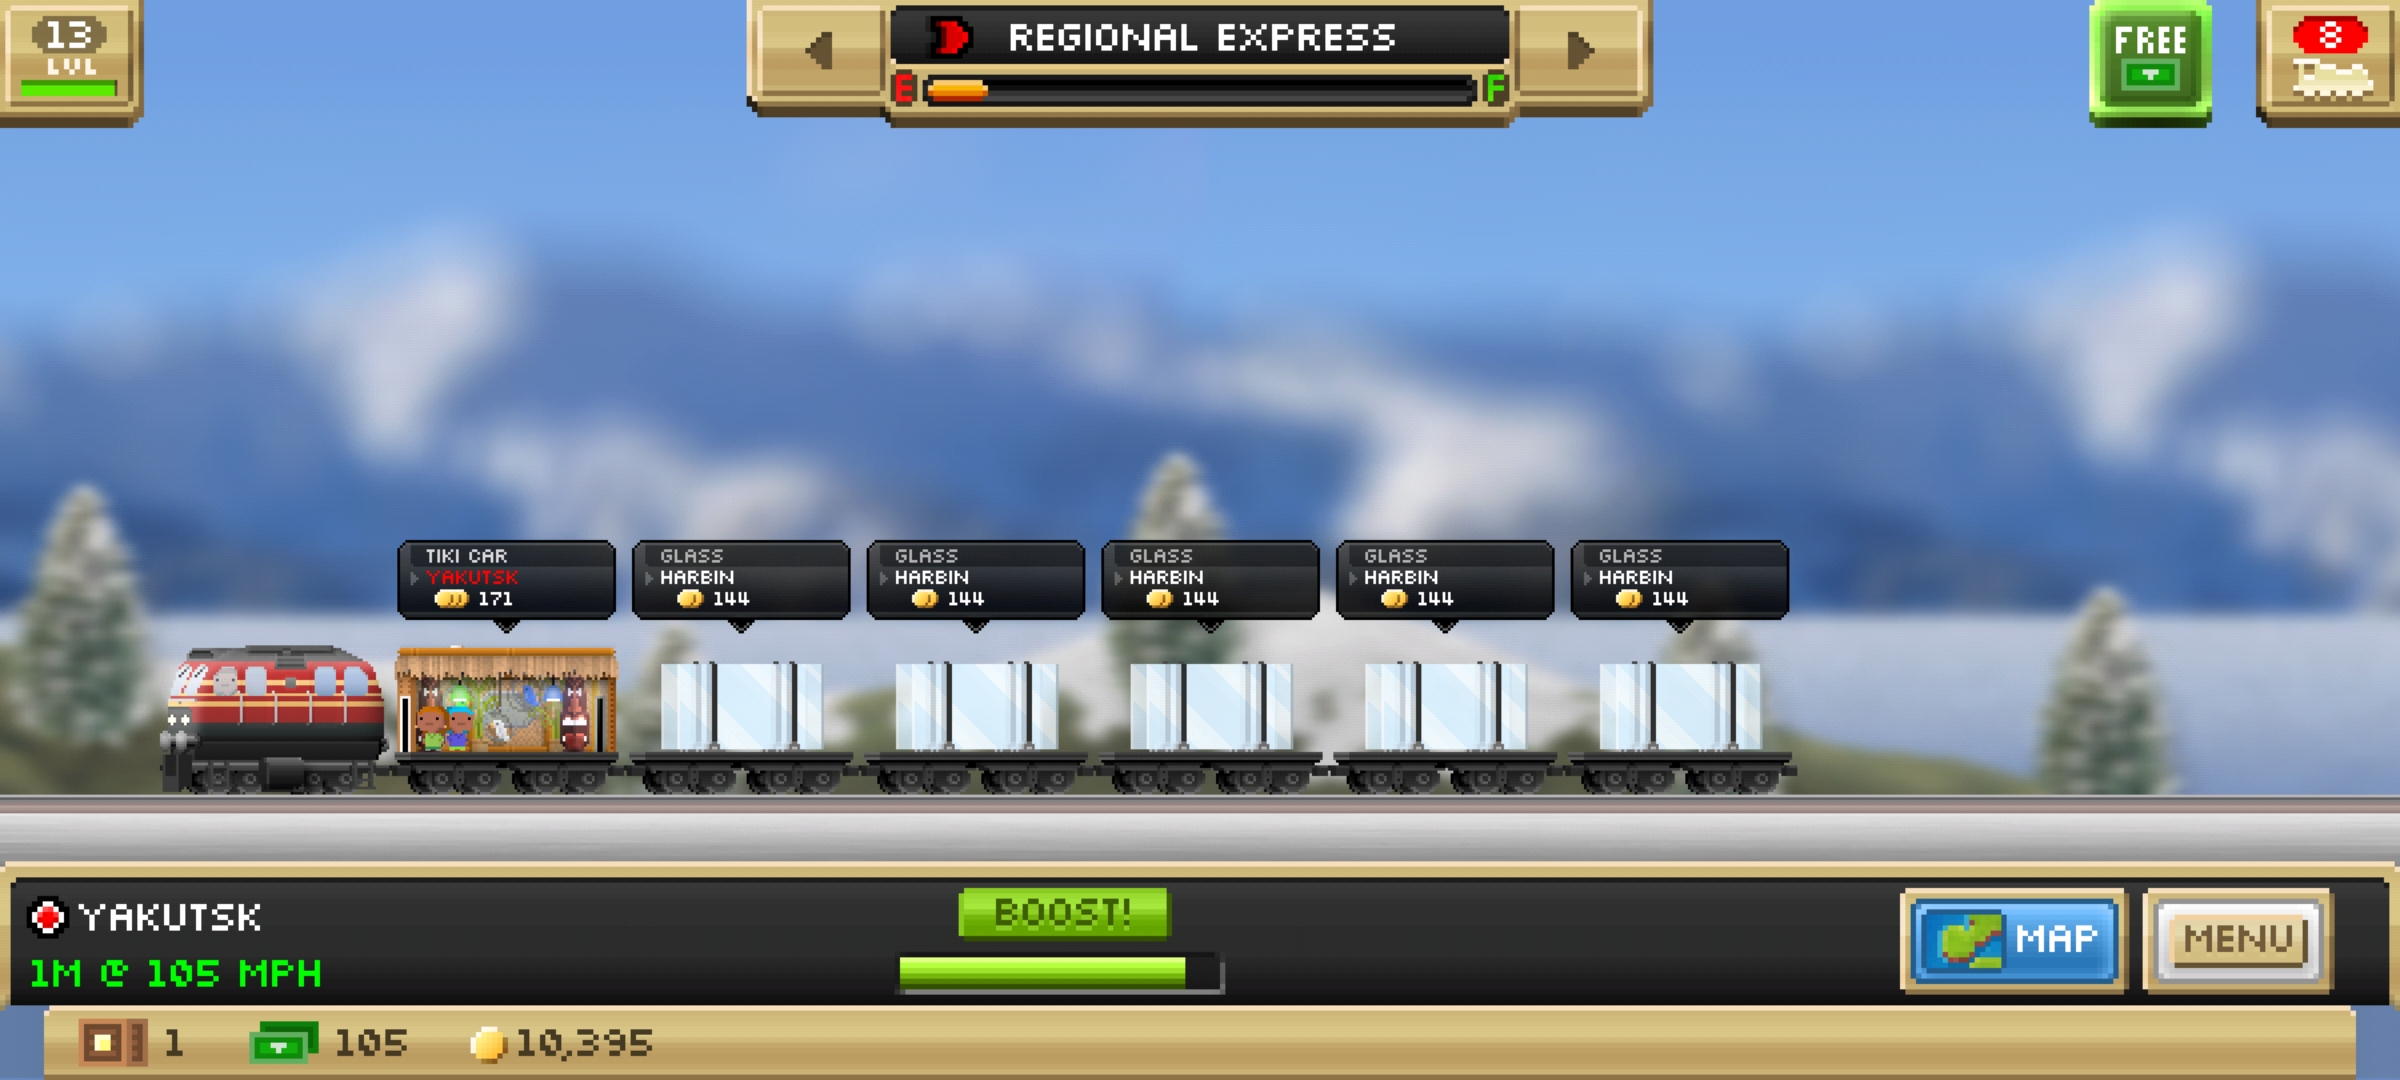 13
LVL
REGIONAL EXPRESS
E F
FREE
8
TIKI CAR
YAKUTSK
171
GLASS
HARBIN
144
GLASS
HARBIN
144
GLASS
HARBIN
144
GLASS
HARBIN
144
GLASS
HARBIN
144
YAKUTSK
1M @ 105 MPH
BOOST!
MAP
MENU
1
105
10,395